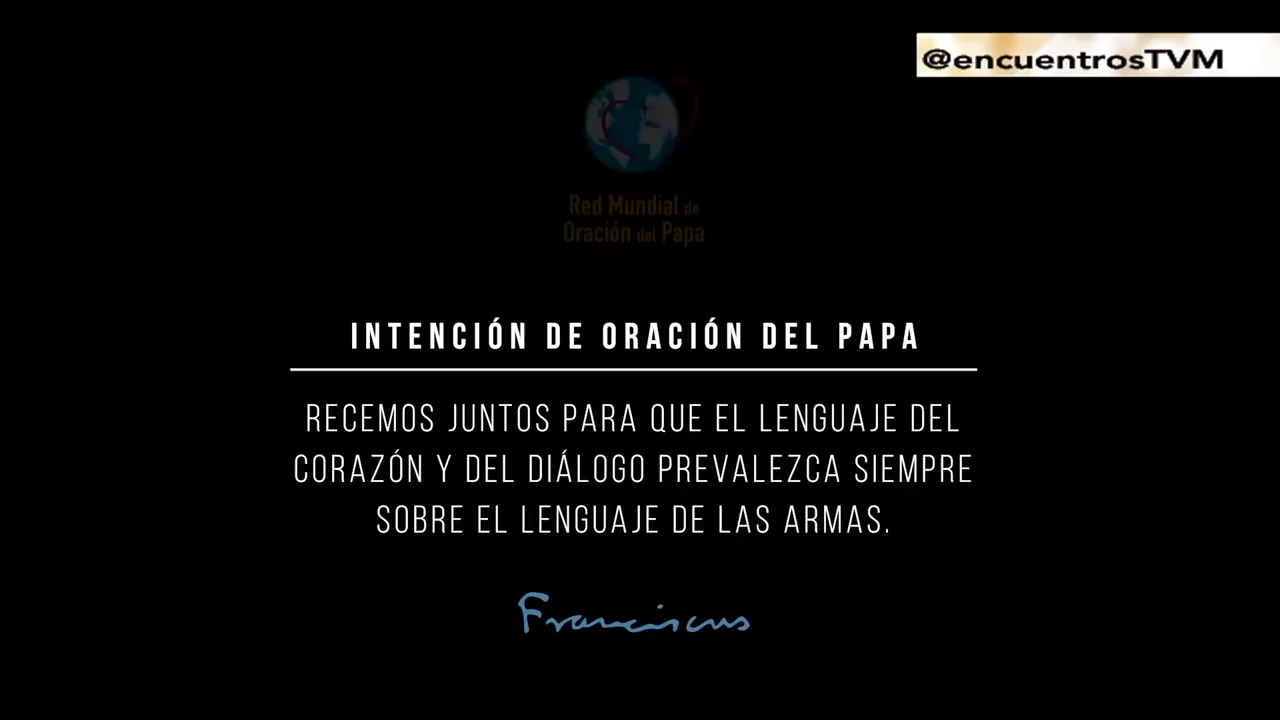 @encuentrosTVM
Red Mundial de
Oración del Papa
INTENCIÓN DE ORACIÓN DEL PAPA
RECEMOS JUNTOS PARA QUE EL LENGUAJE DEL
CORAZÓN Y DEL DIÁLOGO PREVALEZCA SIEMPRE
SOBRE EL LENGUAJE DE LAS ARMAS.
Franciscus